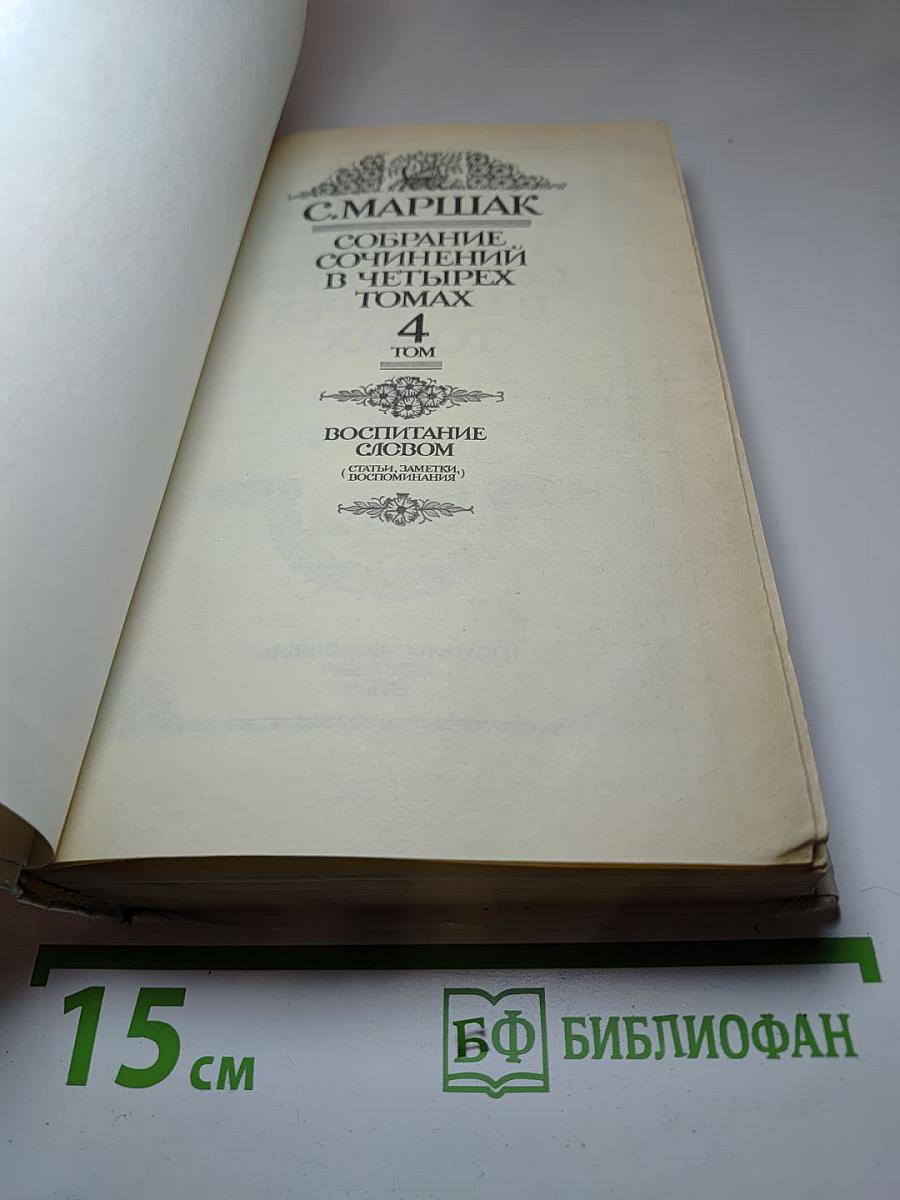 С. МАРШАК
СОБРАНИЕ
СОЧИНЕНИЙ
В ЧЕТЫРЕХ
ТОМАХ
4
ТОМ
ВОСПИТАНИЕ
СЛОВОМ
(СТАТЬИ, ЗАМЕТКИ,
ВОСПОМИНАНИЯ)
15 см
БФ БИБЛИОФАН